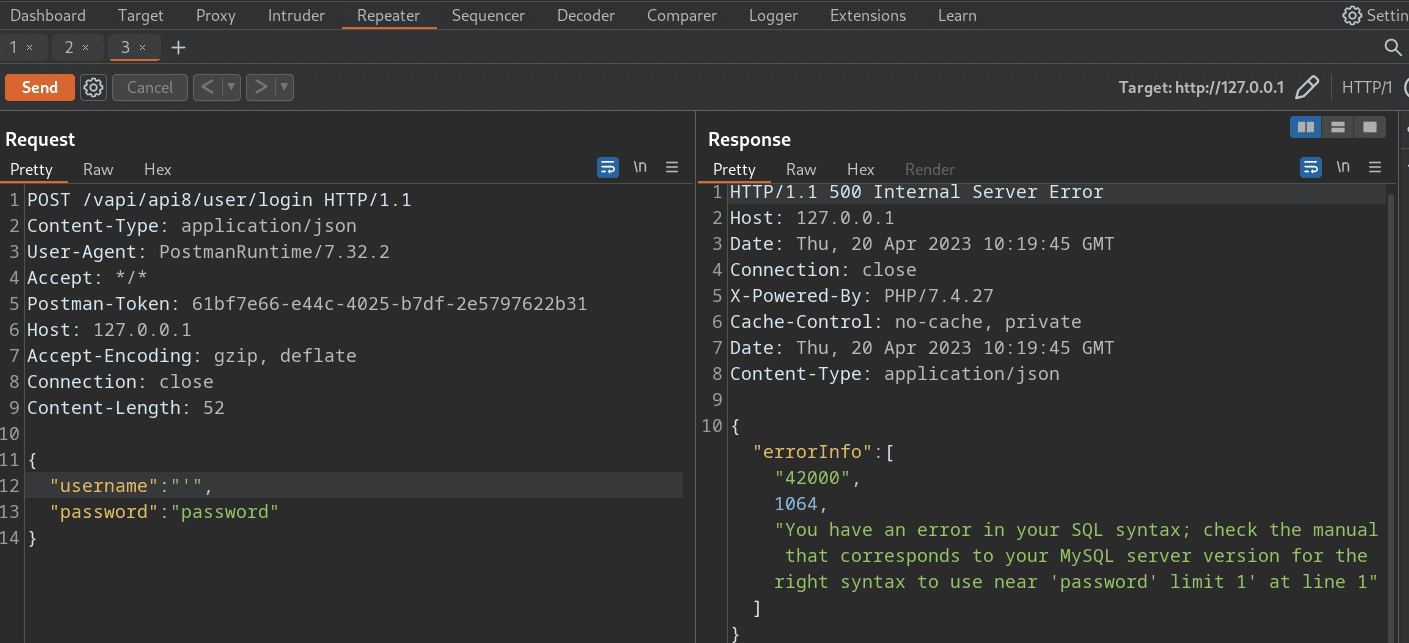 Dashboard Target Proxy Intruder Repeater Sequencer Decoder Comparer Logger Extensions Learn Settin
1 × 2 × 3 × +
Send Cancel < > Target: http://127.0.0.1 HTTP/1
Request
Pretty Raw Hex \n
1 POST /vapi/api8/user/login HTTP/1.1
2 Content-Type: application/json
3 User-Agent: PostmanRuntime/7.32.2
4 Accept: */*
5 Postman-Token: 61bf7e66-e44c-4025-b7df-2e5797622b31
6 Host: 127.0.0.1
7 Accept-Encoding: gzip, deflate
8 Connection: close
9 Content-Length: 52
10
11 {
12 "username":"'",
13 "password":"password"
14 }
Response
Pretty Raw Hex Render \n
1 HTTP/1.1 500 Internal Server Error
2 Host: 127.0.0.1
3 Date: Thu, 20 Apr 2023 10:19:45 GMT
4 Connection: close
5 X-Powered-By: PHP/7.4.27
6 Cache-Control: no-cache, private
7 Date: Thu, 20 Apr 2023 10:19:45 GMT
8 Content-Type: application/json
9
10 {
"errorInfo":[
"42000",
1064,
"You have an error in your SQL syntax; check the manual
that corresponds to your MySQL server version for the
right syntax to use near 'password' limit 1' at line 1"
]
}